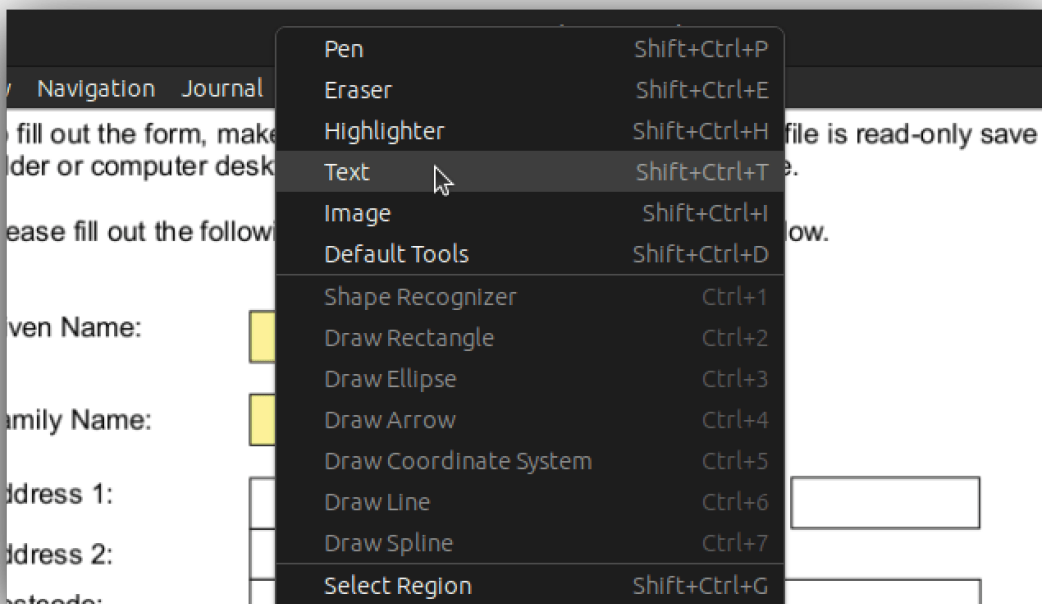 Navigation Journal
Pen Shift+Ctrl+P
Eraser Shift+Ctrl+E
Highlighter Shift+Ctrl+H
Text Shift+Ctrl+T
Image Shift+Ctrl+I
Default Tools Shift+Ctrl+D
Shape Recognizer Ctrl+1
Draw Rectangle Ctrl+2
Draw Ellipse Ctrl+3
Draw Arrow Ctrl+4
Draw Coordinate System Ctrl+5
Draw Line Ctrl+6
Draw Spline Ctrl+7
Select Region Shift+Ctrl+G
fill out the form, make file is read-only save
lder or computer desk e.
ease fill out the followi low.
ven Name:
amily Name:
ddress 1:
ddress 2: